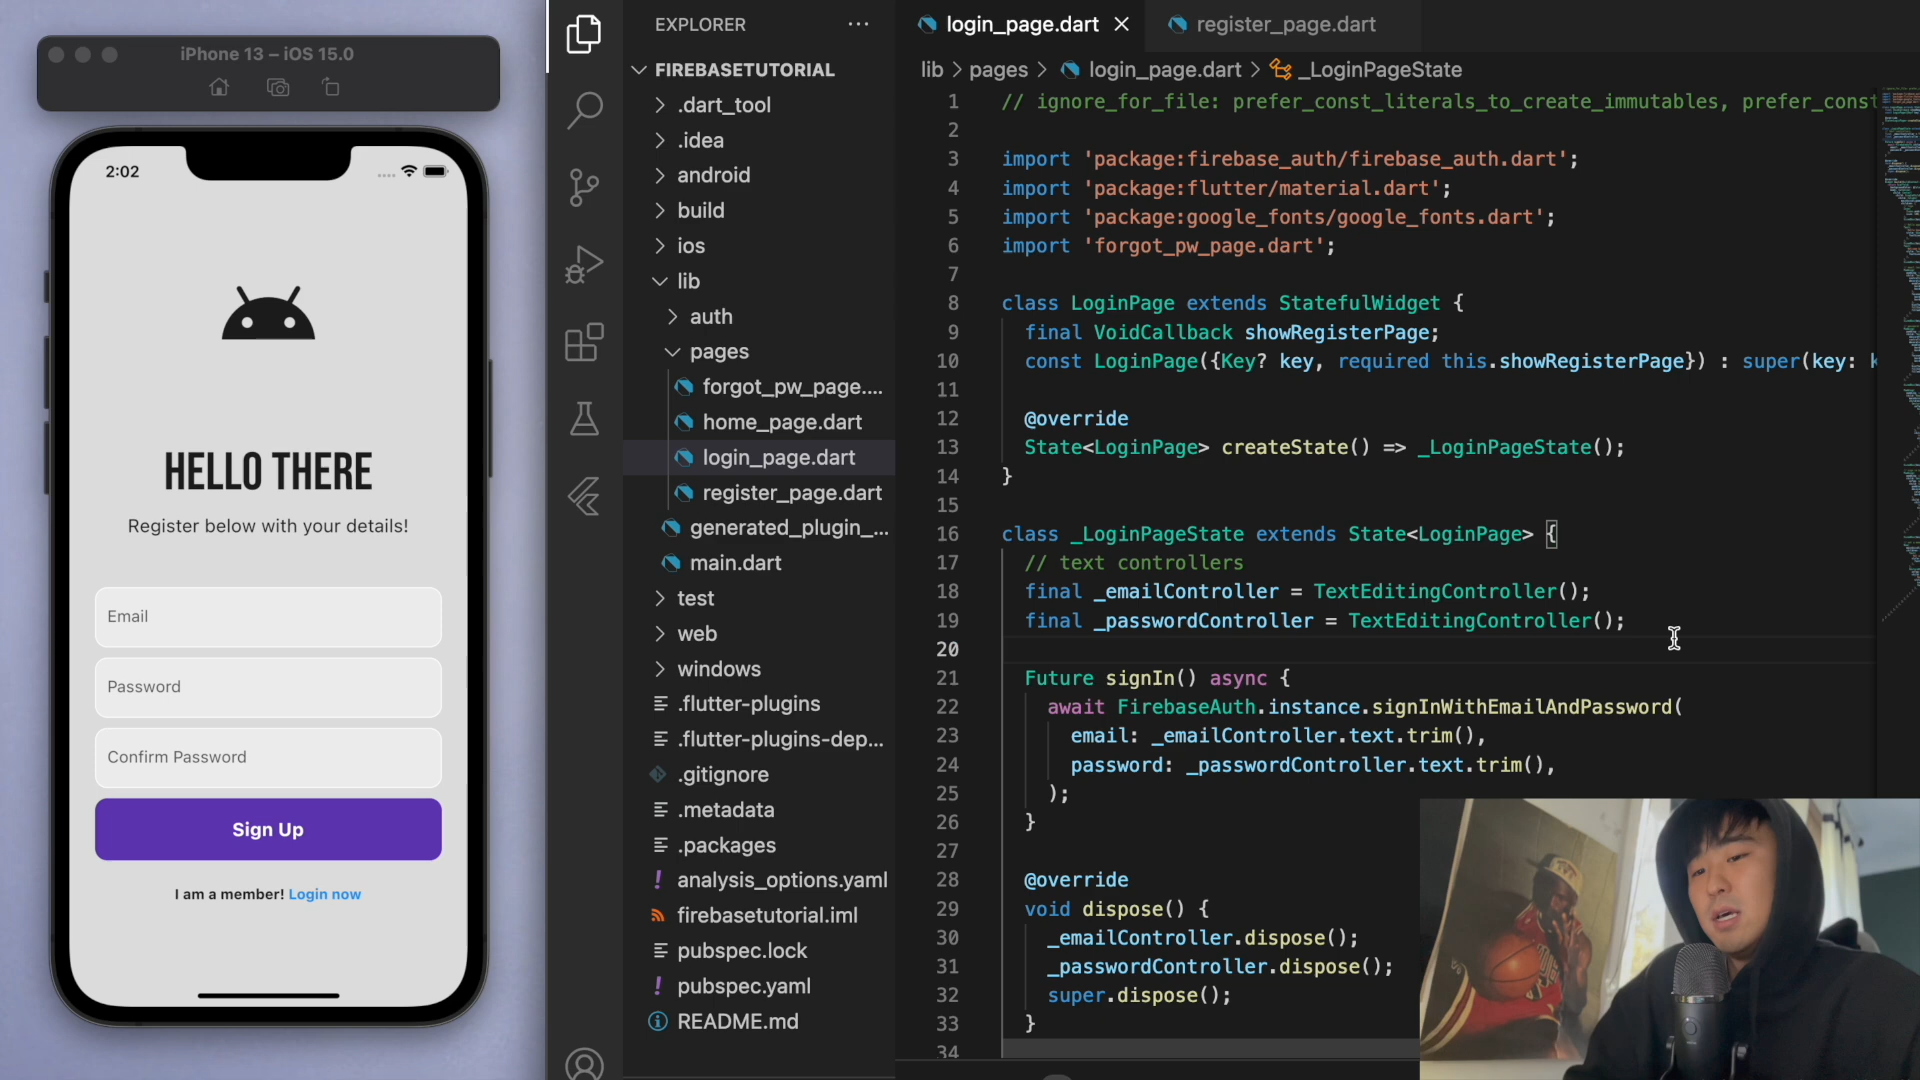 iPhone 13 – iOS 15.0
2:02
HELLO THERE
Register below with your details!
Email
Password
Confirm Password
Sign Up
I am a member! Login now
EXPLORER
FIREBASETUTORIAL
.dart_tool
.idea
android
build
ios
lib
auth
pages
forgot_pw_page....
home_page.dart
login_page.dart
register_page.dart
generated_plugin_...
main.dart
test
web
windows
.flutter-plugins
.flutter-plugins-dep...
.gitignore
.metadata
.packages
analysis_options.yaml
firebasetutorial.iml
pubspec.lock
pubspec.yaml
README.md
login_page.dart
register_page.dart
lib > pages > login_page.dart > _LoginPageState
1 // ignore_for_file: prefer_const_literals_to_create_immutables, prefer_const
2
3 import 'package:firebase_auth/firebase_auth.dart';
4 import 'package:flutter/material.dart';
5 import 'package:google_fonts/google_fonts.dart';
6 import 'forgot_pw_page.dart';
7
8 class LoginPage extends StatefulWidget {
9 final VoidCallback showRegisterPage;
10 const LoginPage({Key? key, required this.showRegisterPage}) : super(key: k
11
12 @override
13 State<LoginPage> createState() => _LoginPageState();
14 }
15
16 class _LoginPageState extends State<LoginPage> {
17 // text controllers
18 final _emailController = TextEditingController();
19 final _passwordController = TextEditingController();
20
21 Future signIn() async {
22 await FirebaseAuth.instance.signInWithEmailAndPassword(
23 email: _emailController.text.trim(),
24 password: _passwordController.text.trim(),
25 );
26 }
27
28 @override
29 void dispose() {
30 _emailController.dispose();
31 _passwordController.dispose();
32 super.dispose();
33 }
34